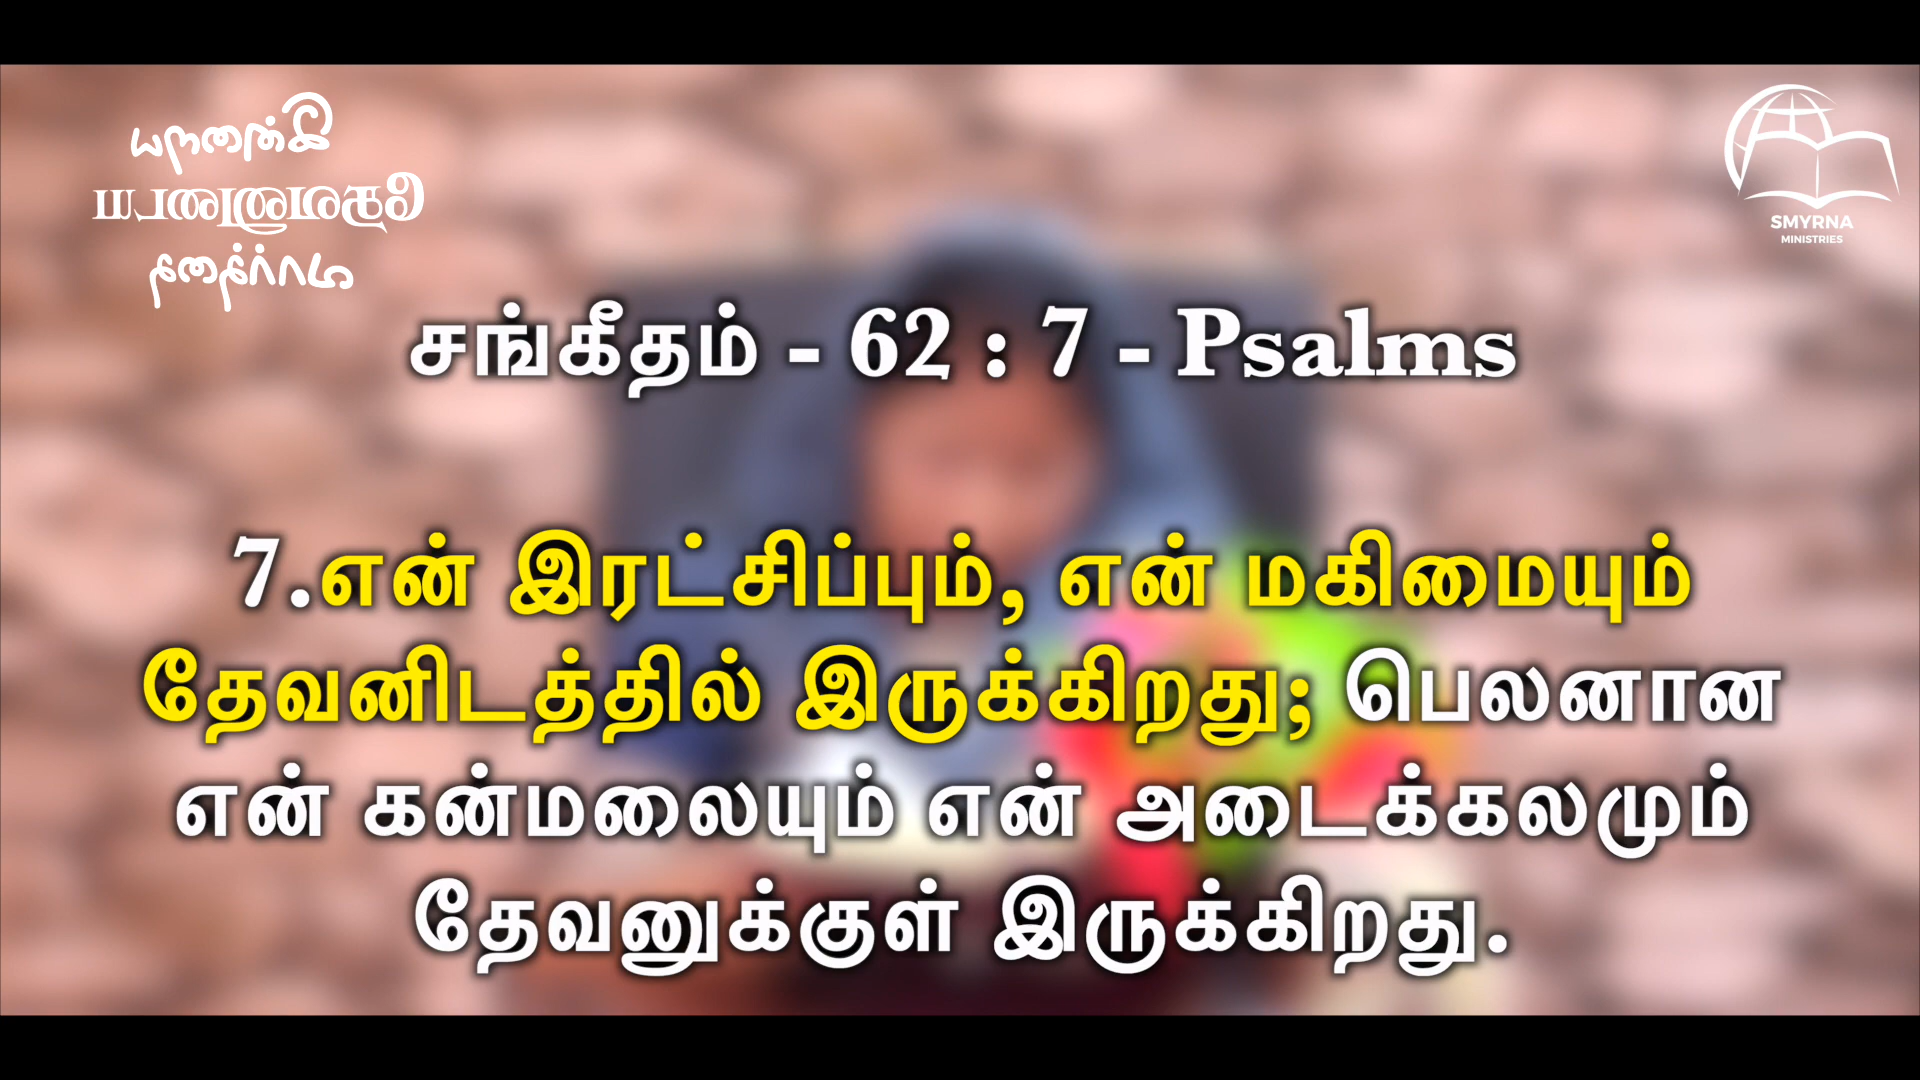 SMYRNA
MINISTRIES
சங்கீதம் - 62 : 7 - Psalms
7.என் இரட்சிப்பும், என் மகிமையும்
தேவனிடத்தில் இருக்கிறது; பெலனான
என் கன்மலையும் என் அடைக்கலமும்
தேவனுக்குள் இருக்கிறது.